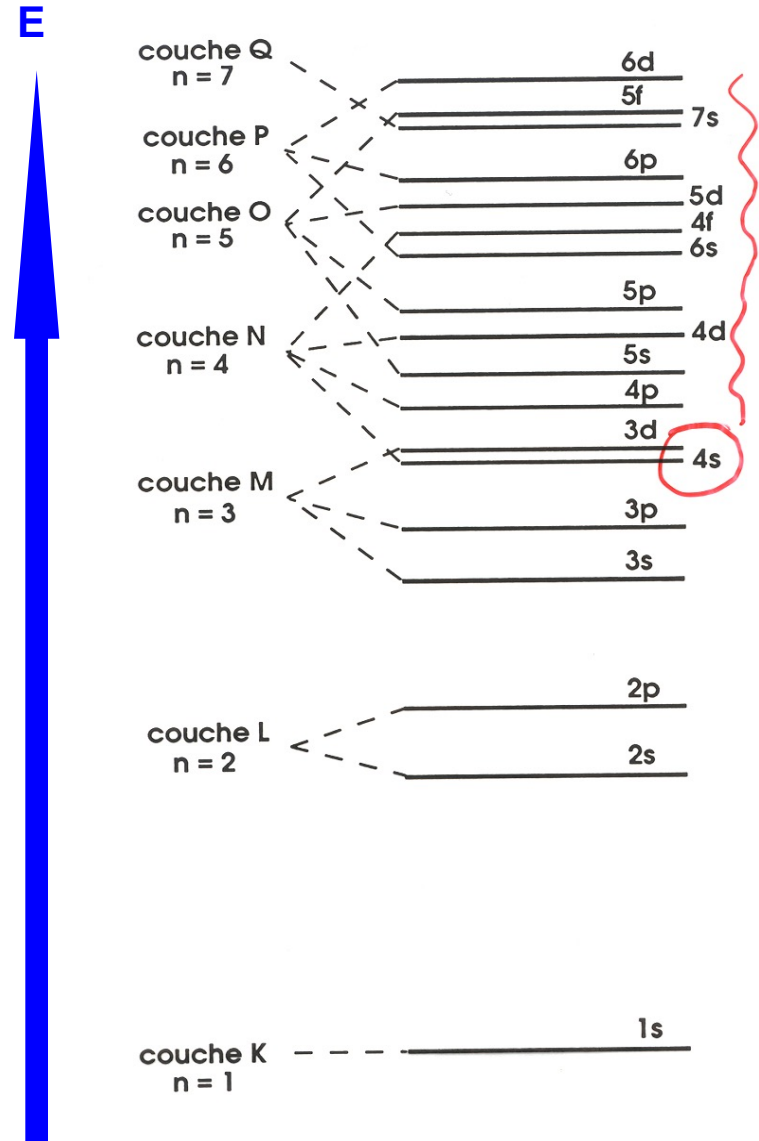 E
couche Q
n = 7
6d
5f
7s
couche P
n = 6
6p
5d
couche O
n = 5
4f
6s
5p
couche N
n = 4
4d
5s
4p
3d
4s
couche M
n = 3
3p
3s
2p
couche L
n = 2
2s
1s
couche K
n = 1